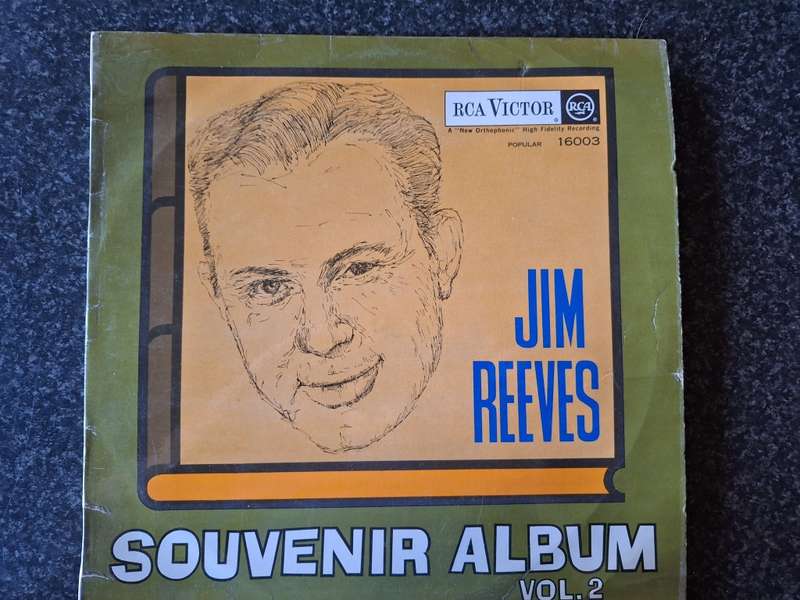 RCA VICTOR RCA
A "New Orthophonic" High Fidelity Recording
POPULAR 16003
JIM
REEVES
SOUVENIR ALBUM
VOL. 2